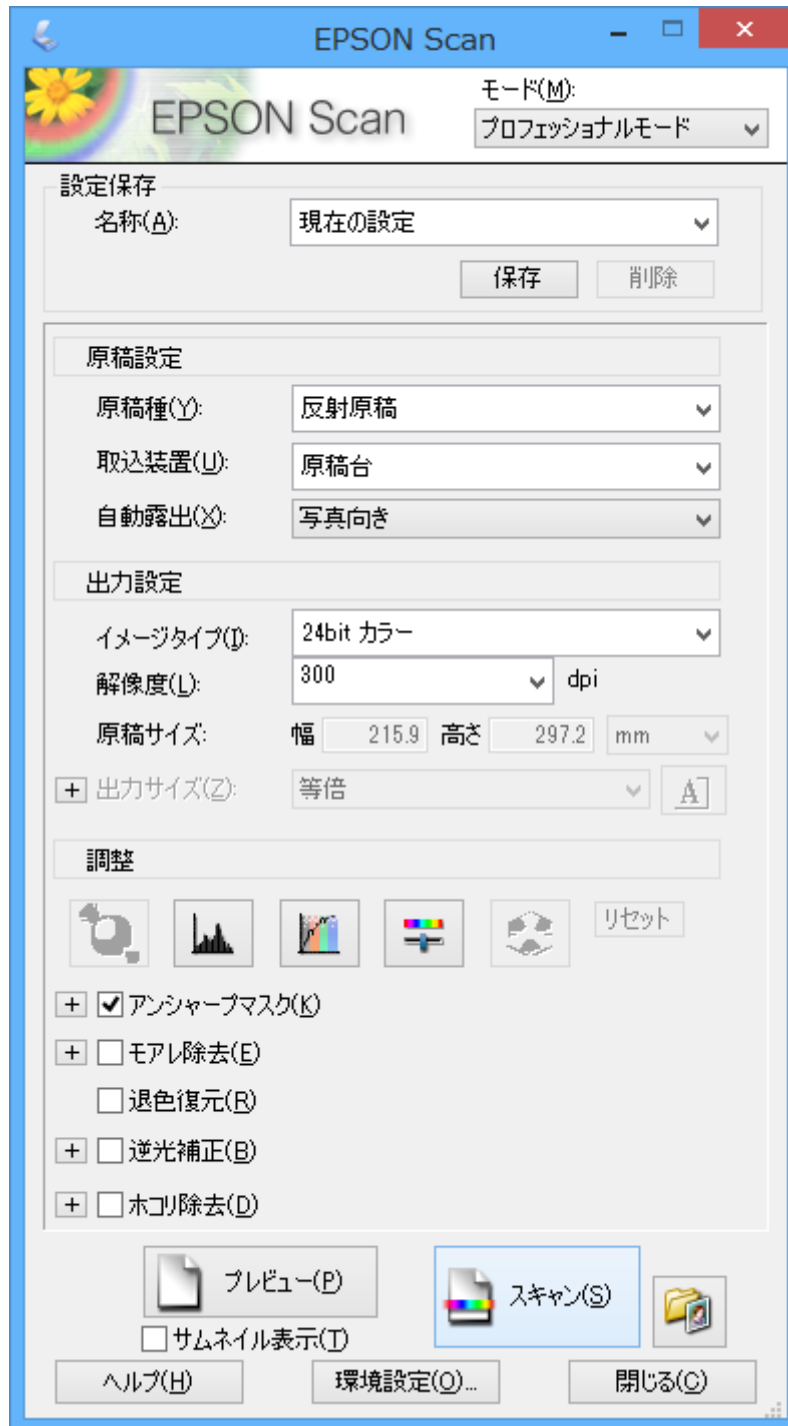 EPSON Scan
EPSON Scan
モード(M):
プロフェッショナルモード
設定保存
名称(A): 現在の設定
保存 削除
原稿設定
原稿種(Y): 反射原稿
取込装置(U): 原稿台
自動露出(X): 写真向き
出力設定
イメージタイプ(I): 24bit カラー
解像度(L): 300 dpi
原稿サイズ: 幅 215.9 高さ 297.2 mm
+ 出力サイズ(Z): 等倍 A
調整
リセット
+ アンシャープマスク(K)
+ モアレ除去(E)
退色復元(R)
+ 逆光補正(B)
+ ホコリ除去(D)
プレビュー(P) スキャン(S)
サムネイル表示(T)
ヘルプ(H) 環境設定(O)... 閉じる(C)